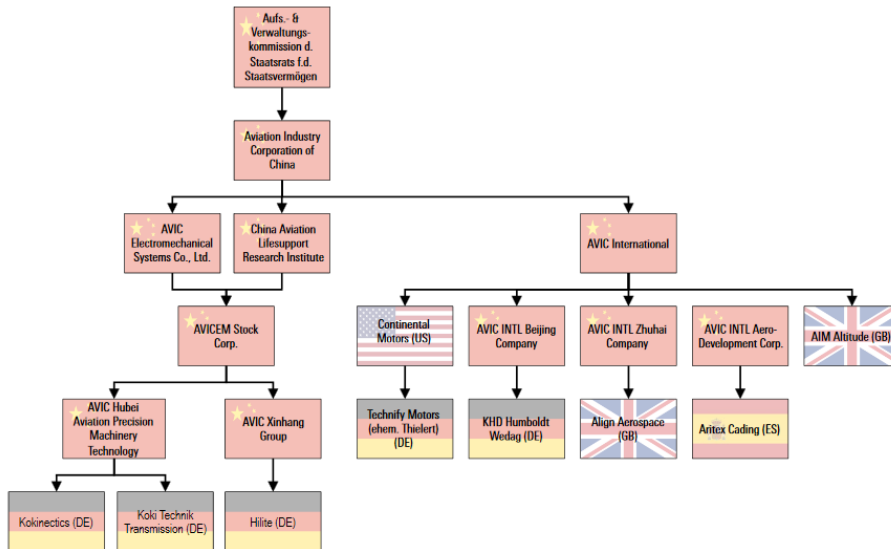 Aufs.- &
Verwaltungs-
kommission d.
Staatsrats f.d.
Staatsvermögen
Aviation Industry
Corporation of
China
AVIC
Electromechanical
Systems Co., Ltd.
China Aviation
Lifesupport
Research Institute
AVIC International
AVICEM Stock
Corp.
Continental
Motors (US)
AVIC INTL Beijing
Company
AVIC INTL Zhuhai
Company
AVIC INTL Aero-
Development Corp.
AIM Altitude (GB)
AVIC Hubei
Aviation Precision
Machinery
Technology
AVIC Xinhang
Group
Technify Motors
(ehem. Thielert)
(DE)
KHD Humboldt
Wedag (DE)
Align Aerospace
(GB)
Aritex Cading (ES)
Kokinectics (DE)
Koki Technik
Transmission (DE)
Hilite (DE)